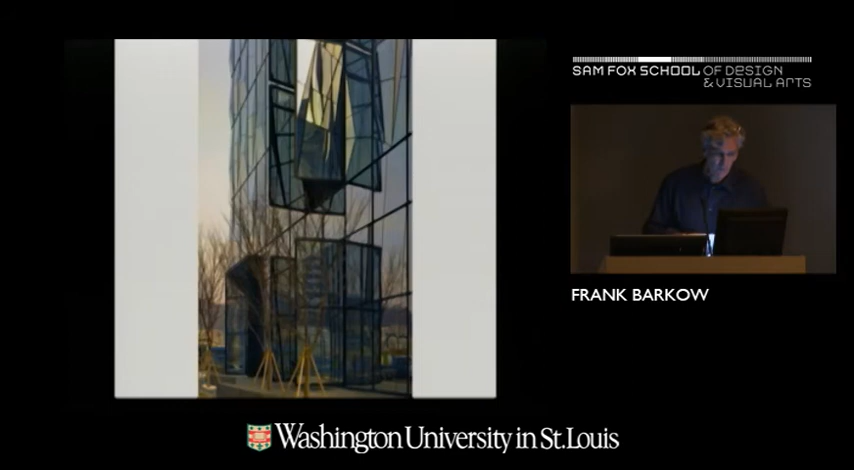 SAM FOX SCHOOL OF DESIGN
& VISUAL ARTS
FRANK BARKOW
Washington University in St. Louis